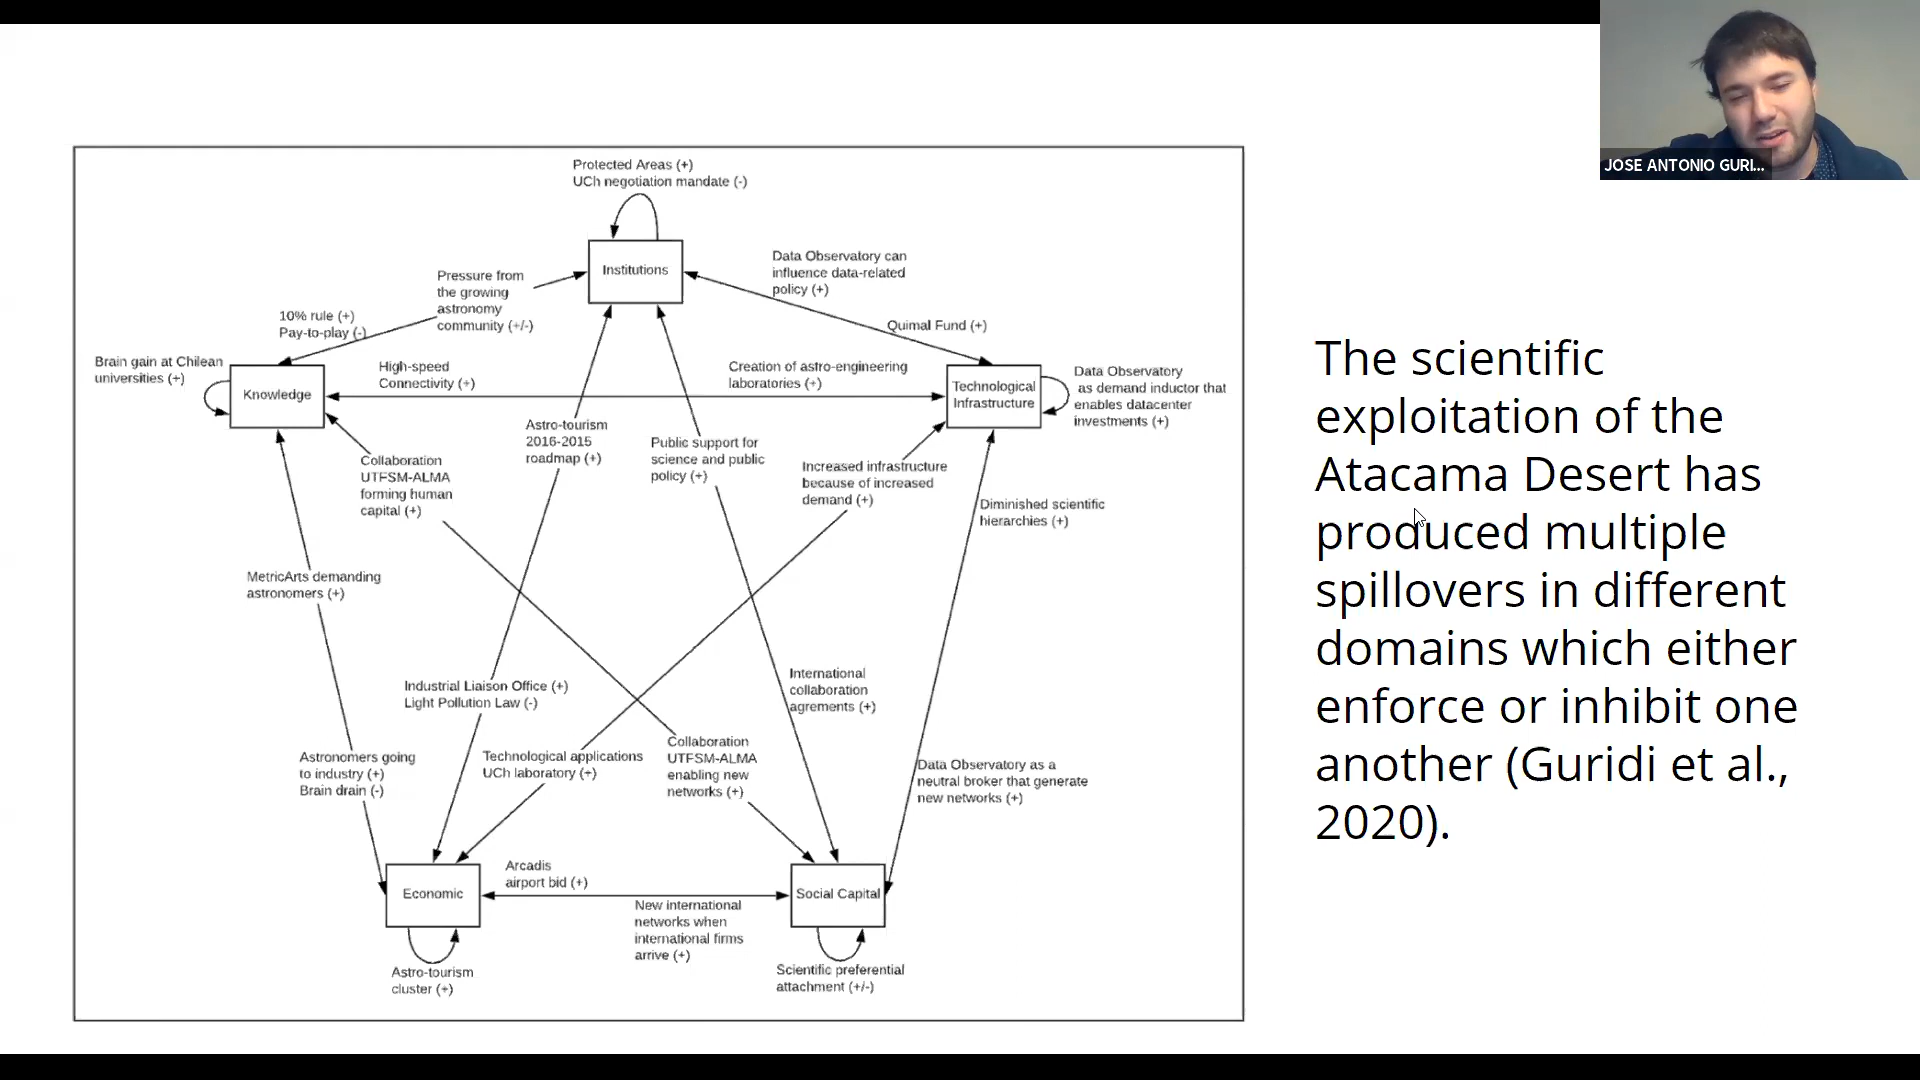 JOSE ANTONIO GURI...
Protected Areas (+)
UCh negotiation mandate (-)
Institutions
Data Observatory can
influence data-related
policy (+)
Pressure from
the growing
astronomy
community (+/-)
10% rule (+)
Pay-to-play (-)
Quimal Fund (+)
Brain gain at Chilean
universities (+)
Knowledge
High-speed
Connectivity (+)
Creation of astro-engineering
laboratories (+)
Technological
Infrastructure
Data Observatory
as demand inductor that
enables datacenter
investments (+)
Astro-tourism
2016-2015
roadmap (+)
Public support for
science and public
policy (+)
Collaboration
UTFSM-ALMA
forming human
capital (+)
Increased infrastructure
because of increased
demand (+)
Diminished scientific
hierarchies (+)
MetricArts demanding
astronomers (+)
Industrial Liaison Office (+)
Light Pollution Law (-)
International
collaboration
agrements (+)
Astronomers going
to industry (+)
Brain drain (-)
Technological applications
UCh laboratory (+)
Collaboration
UTFSM-ALMA
enabling new
networks (+)
Data Observatory as a
neutral broker that generate
new networks (+)
Economic
Arcadis
airport bid (+)
Social Capital
New international
networks when
international firms
arrive (+)
Astro-tourism
cluster (+)
Scientific preferential
attachment (+/-)
The scientific
exploitation of the
Atacama Desert has
produced multiple
spillovers in different
domains which either
enforce or inhibit one
another (Guridi et al.,
2020).